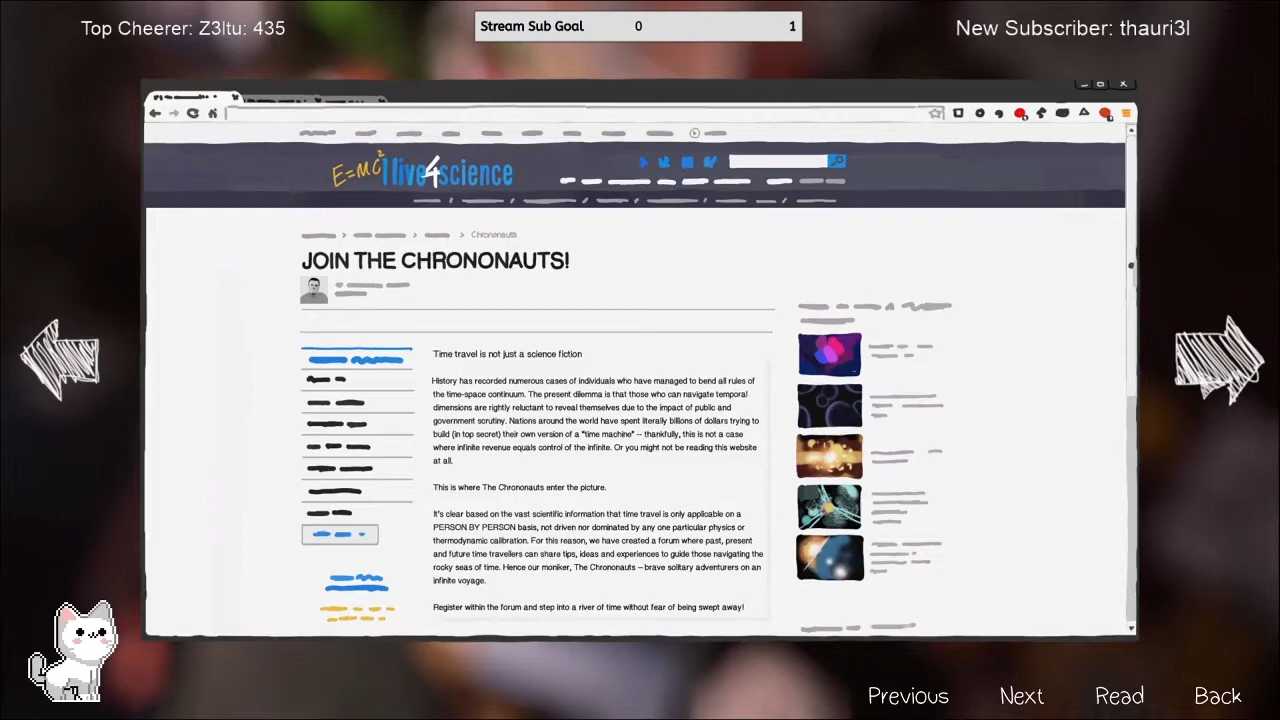 Top Cheerer: Z3ltu: 435
Stream Sub Goal 0 1
New Subscriber: thauri3l
E=mc² I live4science
Chrononauts
JOIN THE CHRONONAUTS!
Time travel is not just a science fiction
History has recorded numerous cases of individuals who have managed to bend all rules of
the time-space continuum. The present dilemma is that those who can navigate temporal
dimensions are rightly reluctant to reveal themselves due to the impact of public and
government scrutiny. Nations around the world have spent literally billions of dollars trying to
build (in top secret) their own version of a "time machine" – thankfully, this is not a case
where infinite revenue equals control of the infinite. Or you might not be reading this website
at all.
This is where The Chrononauts enter the picture.
It's clear based on the vast scientific information that time travel is only applicable on a
PERSON BY PERSON basis, not driven nor dominated by any one particular physics or
thermodynamic calibration. For this reason, we have created a forum where past, present
and future time travellers can share tips, ideas and experiences to guide those navigating the
rocky seas of time. Hence our moniker, The Chrononauts – brave solitary adventurers on an
infinite voyage.
Register within the forum and step into a river of time without fear of being swept away!
Previous Next Read Back